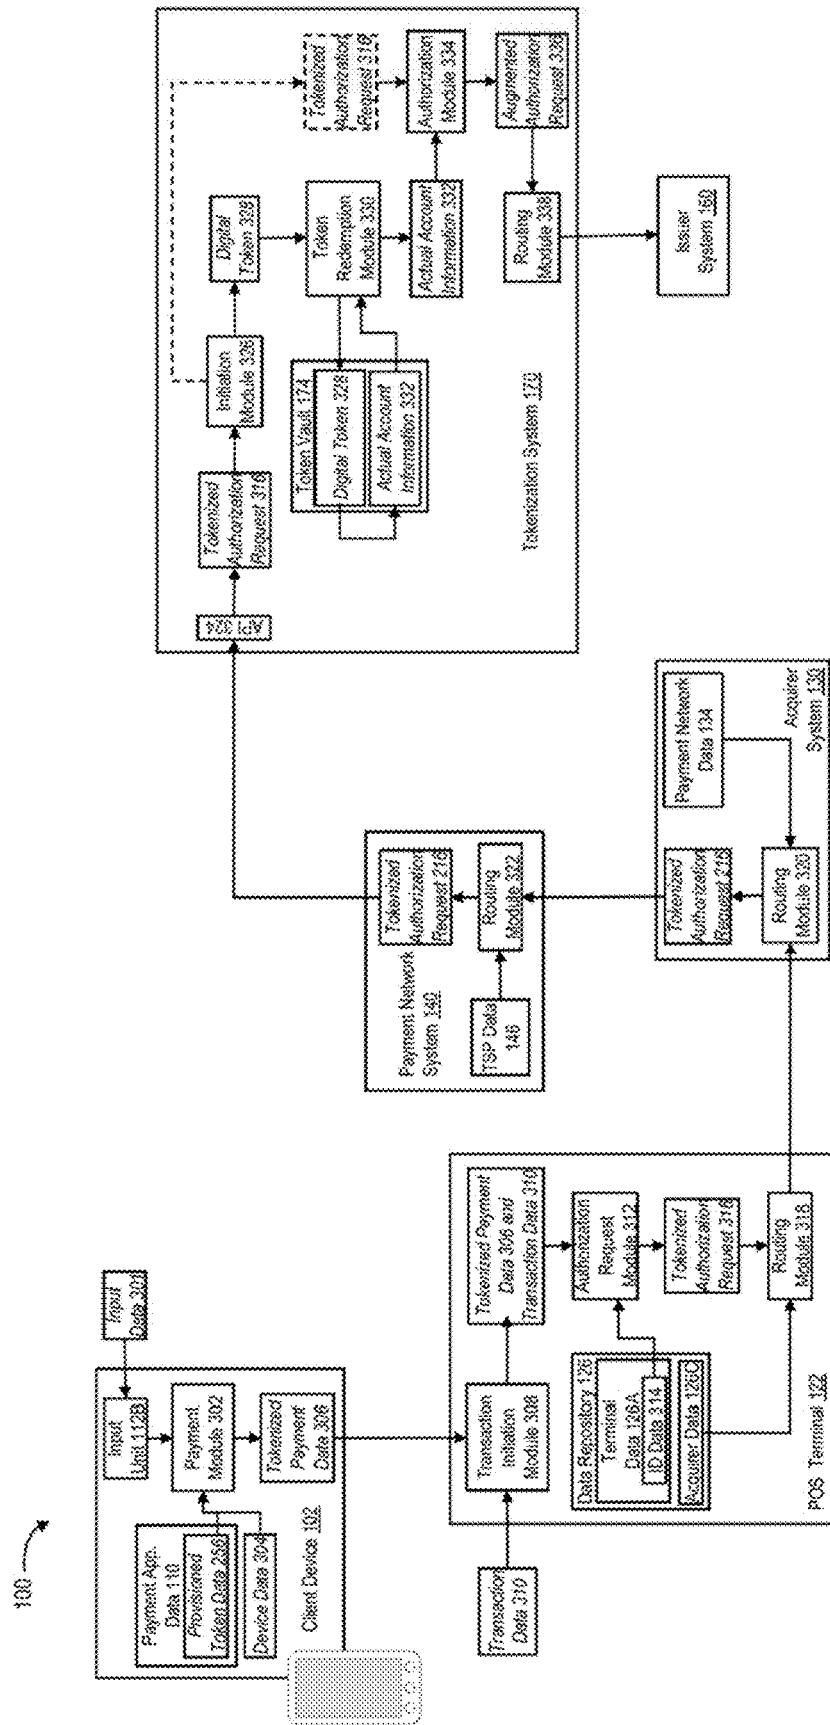 100
Input
Data 301
Input
Unit 112B
Payment
Module 302
Tokenized
Payment
Data 306
Payment App.
Data 110
Provisioned
Token Data 256
Device Data 304
Client Device 102
Transaction
Data 310
Transaction
Initiation
Module 308
Tokenized Payment
Data 306 and
Transaction Data 310
Authorization
Request
Module 312
Tokenized
Authorization
Request 316
Routing
Module 318
Data Repository 126
Terminal
Data 126A
ID Data 314
Acquirer Data 126C
POS Terminal 122
Payment Network
Data 134
Tokenized
Authorization
Request 216
Routing
Module 320
Acquirer
System 130
Tokenized
Authorization
Request 216
Routing
Module 322
TSP Data
146
Payment Network
System 140
API 324
Tokenized
Authorization
Request 316
Initiation
Module 326
Digital
Token 328
Tokenized
Authorization
Request 316
Token
Redemption
Module 330
Token Vault 174
Digital Token 328
Actual Account
Information 332
Actual Account
Information 332
Authorization
Module 334
Augmented
Authorization
Request 336
Routing
Module 338
Tokenization System 170
Issuer
System 160